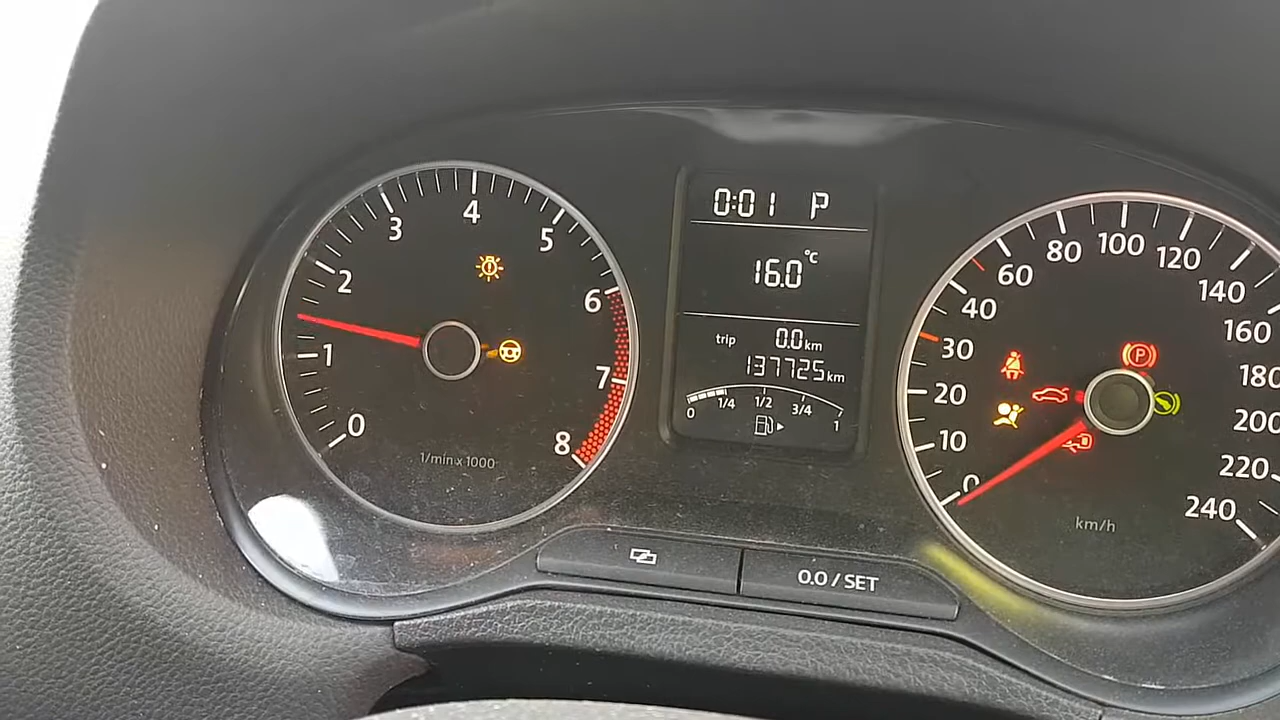 0 1 2 3 4 5 6 7 8
1/min x 1000
0:01 P
16.0 °C
trip 0.0 km
137725 km
0 1/4 1/2 3/4 1
0 10 20 30 40 60 80 100 120 140 160 180 200 220 240
P
km/h
0.0 / SET